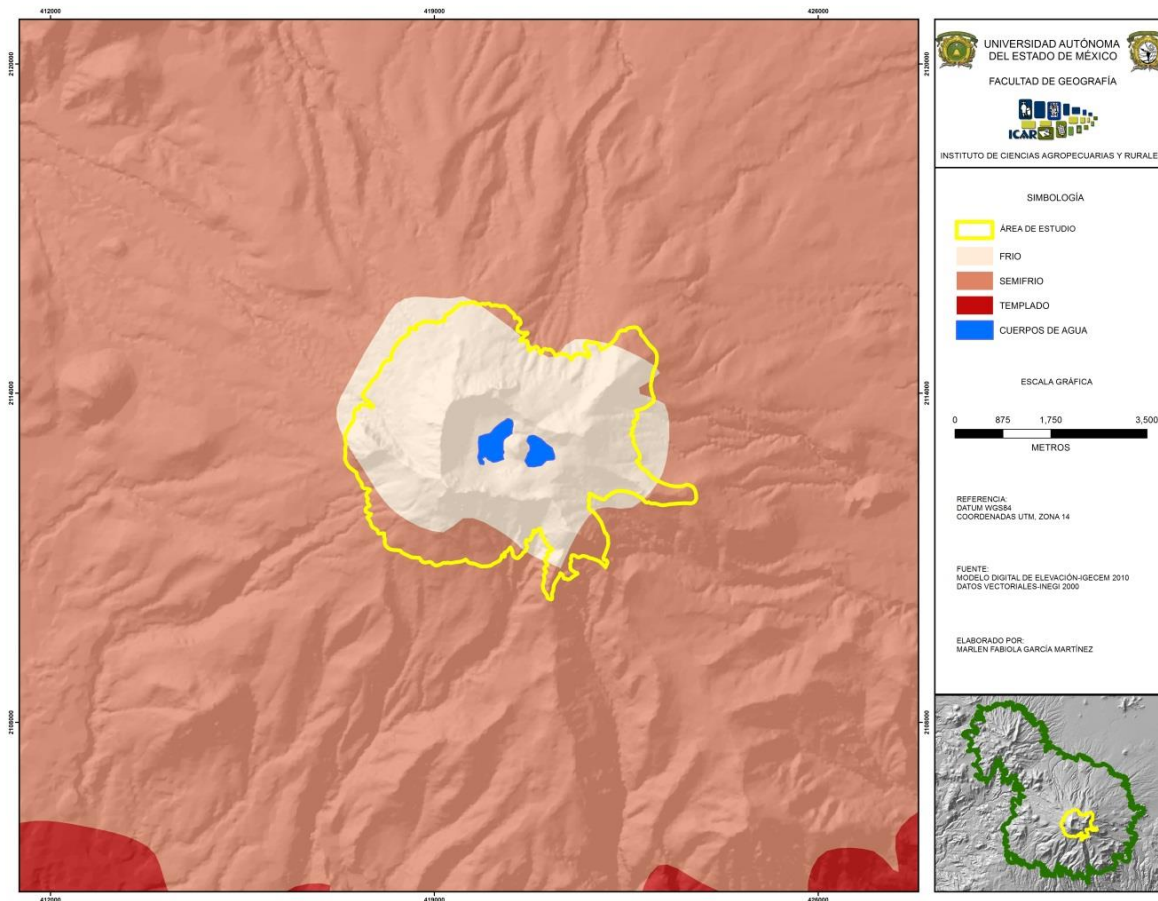 412000
419000
426000
2120000
2120000
2114000
2114000
2108000
2108000
412000
419000
426000
UNIVERSIDAD AUTÓNOMA
DEL ESTADO DE MÉXICO
FACULTAD DE GEOGRAFÍA
ICAR
INSTITUTO DE CIENCIAS AGROPECUARIAS Y RURALE
SIMBOLOGÍA
ÁREA DE ESTUDIO
FRIO
SEMIFRIO
TEMPLADO
CUERPOS DE AGUA
ESCALA GRÁFICA
0 875 1,750 3,500
METROS
REFERENCIA:
DATUM WGS84
COORDENADAS UTM, ZONA 14
FUENTE:
MODELO DIGITAL DE ELEVACIÓN-IGECEM 2010
DATOS VECTORIALES-INEGI 2000
ELABORADO POR:
MARLEN FABIOLA GARCÍA MARTÍNEZ